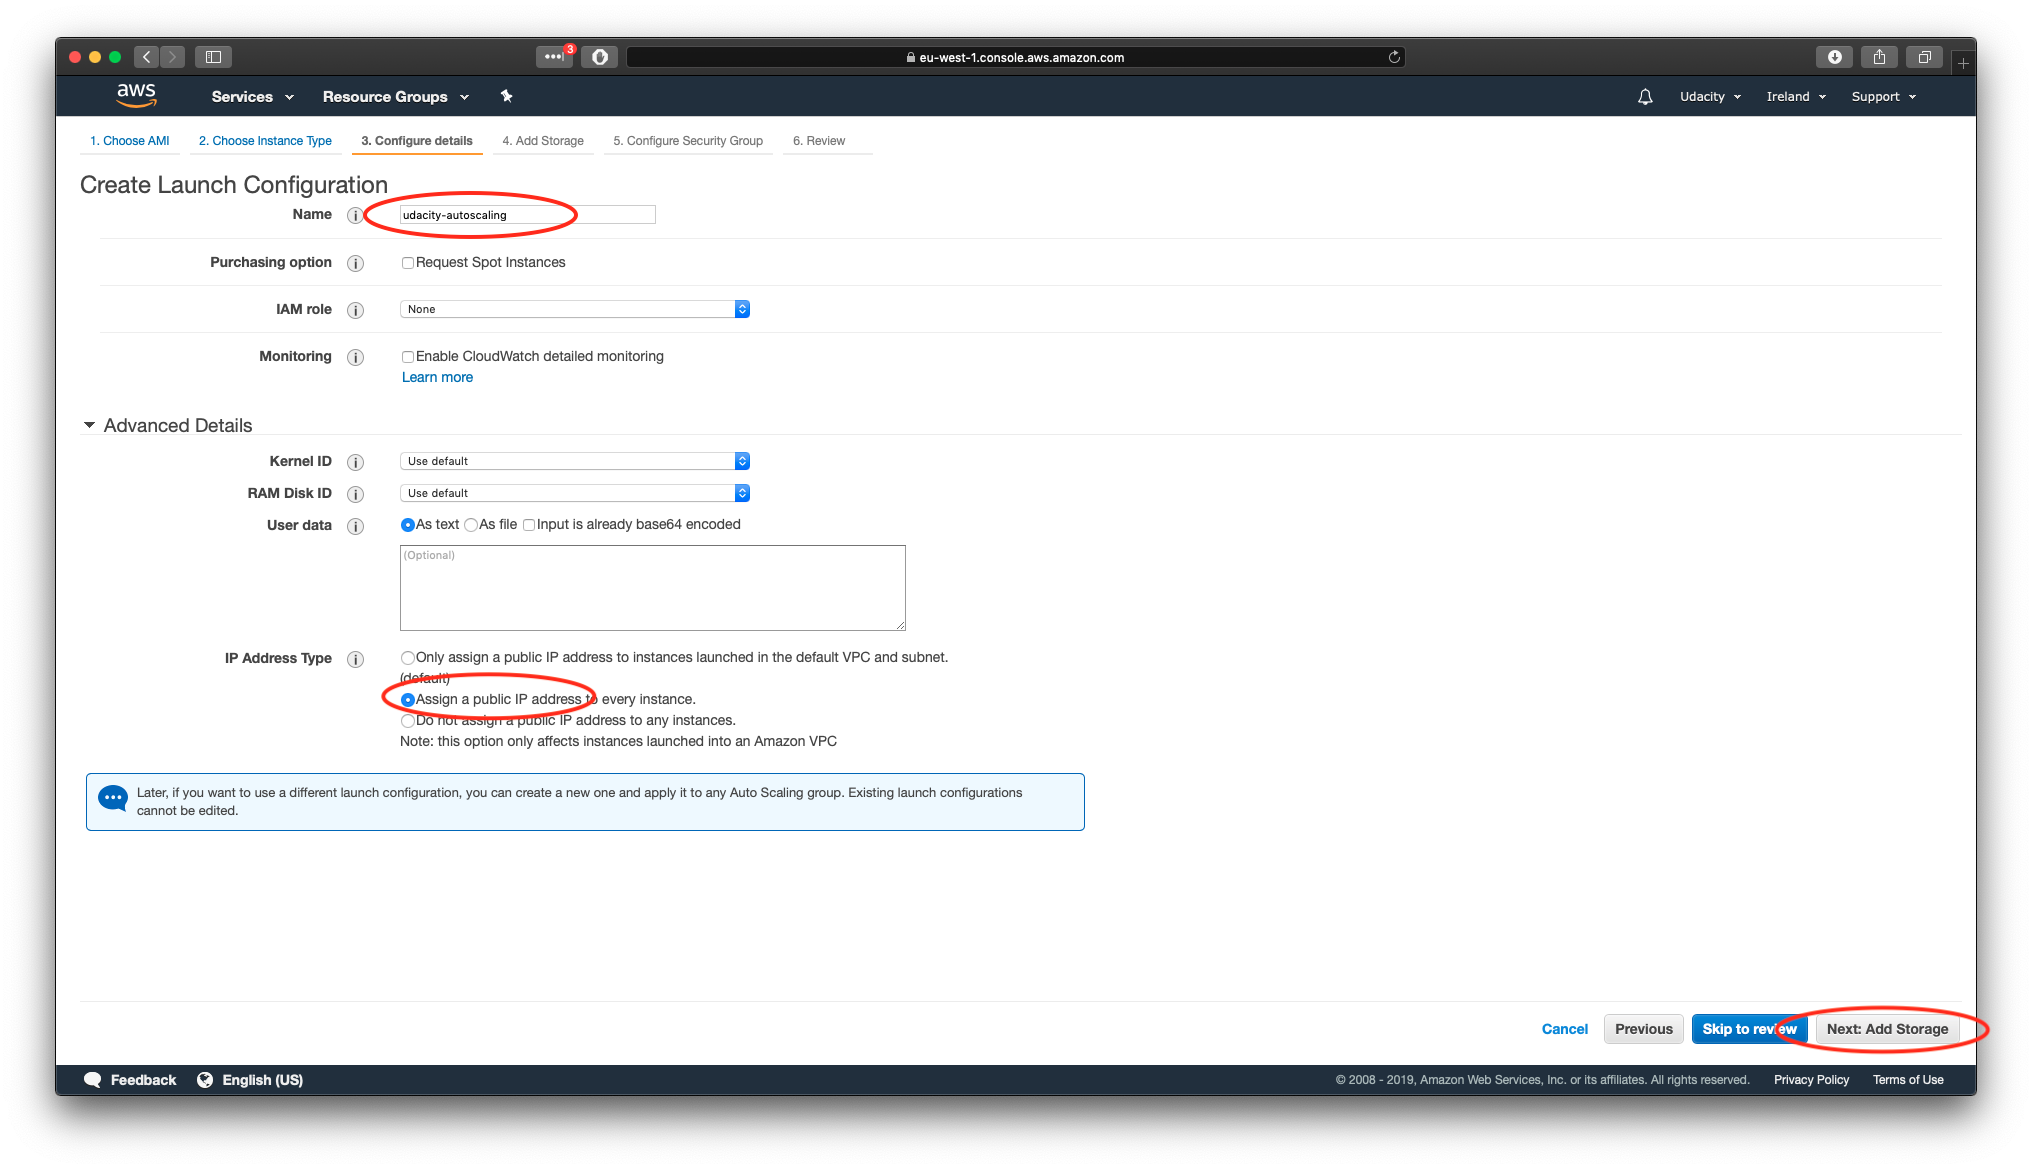 3
eu-west-1.console.aws.amazon.com
aws Services Resource Groups Udacity Ireland Support
1. Choose AMI 2. Choose Instance Type 3. Configure details 4. Add Storage 5. Configure Security Group 6. Review
Create Launch Configuration
Name udacity-autoscaling
Purchasing option Request Spot Instances
IAM role None
Monitoring Enable CloudWatch detailed monitoring
Learn more
Advanced Details
Kernel ID Use default
RAM Disk ID Use default
User data As text As file Input is already base64 encoded
(Optional)
IP Address Type Only assign a public IP address to instances launched in the default VPC and subnet.
(default)
Assign a public IP address to every instance.
Do not assign a public IP address to any instances.
Note: this option only affects instances launched into an Amazon VPC
Later, if you want to use a different launch configuration, you can create a new one and apply it to any Auto Scaling group. Existing launch configurations
cannot be edited.
Cancel Previous Skip to review Next: Add Storage
Feedback English (US) © 2008 - 2019, Amazon Web Services, Inc. or its affiliates. All rights reserved. Privacy Policy Terms of Use